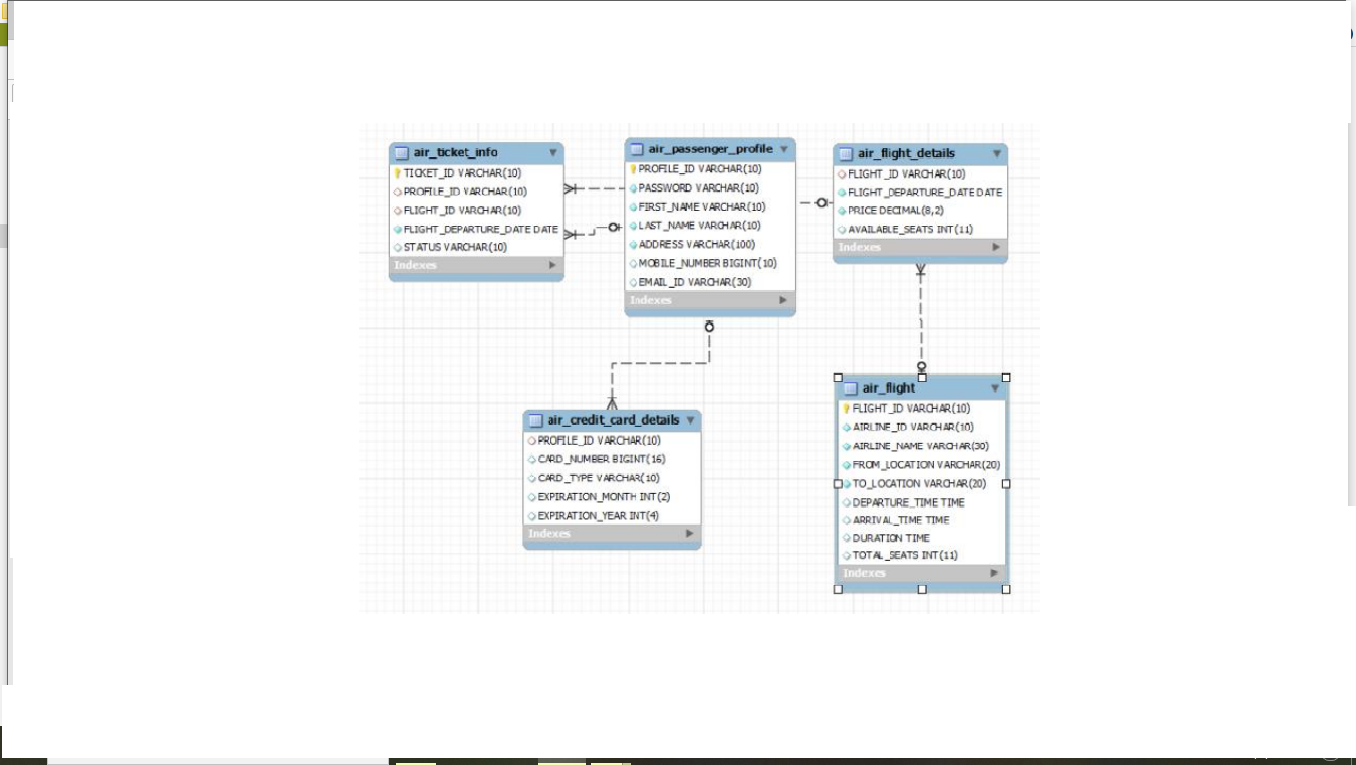 air_ticket_info
TICKET_ID VARCHAR(10)
PROFILE_ID VARCHAR(10)
FLIGHT_ID VARCHAR(10)
FLIGHT_DEPARTURE_DATE DATE
STATUS VARCHAR(10)
Indexes
air_passenger_profile
PROFILE_ID VARCHAR(10)
PASSWORD VARCHAR(10)
FIRST_NAME VARCHAR(10)
LAST_NAME VARCHAR(10)
ADDRESS VARCHAR(100)
MOBILE_NUMBER BIGINT(10)
EMAIL_ID VARCHAR(30)
Indexes
air_flight_details
FLIGHT_ID VARCHAR(10)
FLIGHT_DEPARTURE_DATE DATE
PRICE DECIMAL(8,2)
AVAILABLE_SEATS INT(11)
Indexes
air_credit_card_details
PROFILE_ID VARCHAR(10)
CARD_NUMBER BIGINT(16)
CARD_TYPE VARCHAR(10)
EXPIRATION_MONTH INT(2)
EXPIRATION_YEAR INT(4)
Indexes
air_flight
FLIGHT_ID VARCHAR(10)
AIRLINE_ID VARCHAR(10)
AIRLINE_NAME VARCHAR(30)
FROM_LOCATION VARCHAR(20)
TO_LOCATION VARCHAR(20)
DEPARTURE_TIME TIME
ARRIVAL_TIME TIME
DURATION TIME
TOTAL_SEATS INT(11)
Indexes